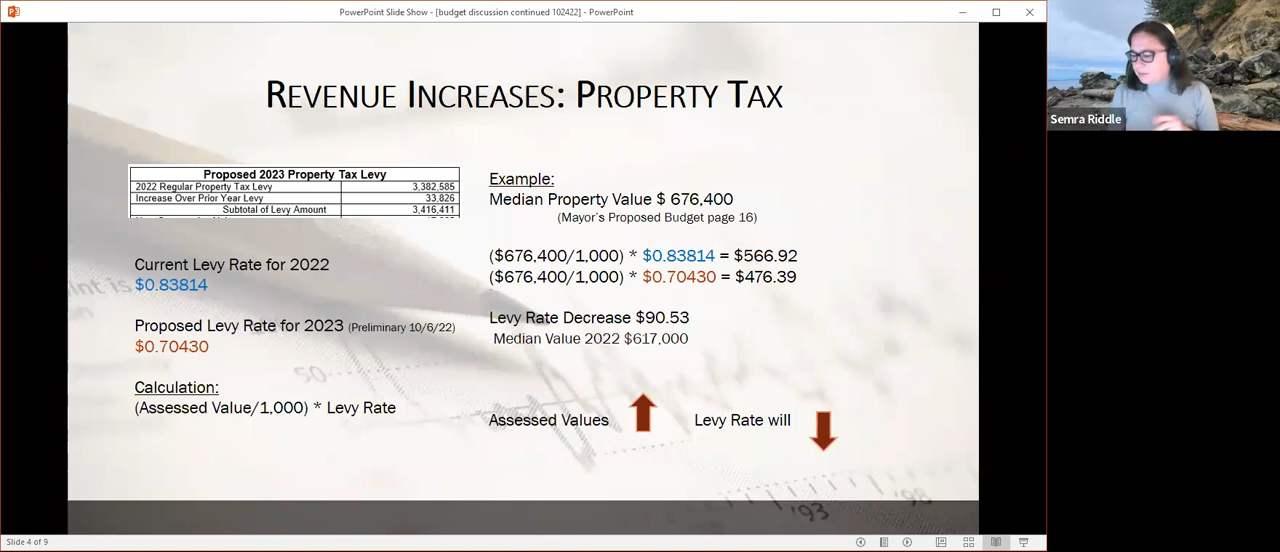 PowerPoint Slide Show - [budget discussion continued 102422] - PowerPoint
Semra Riddle
REVENUE INCREASES: PROPERTY TAX
Proposed 2023 Property Tax Levy
2022 Regular Property Tax Levy 3,382,585
Increase Over Prior Year Levy 33,826
Subtotal of Levy Amount 3,416,411
Current Levy Rate for 2022
$0.83814
Proposed Levy Rate for 2023 (Preliminary 10/6/22)
$0.70430
Calculation:
(Assessed Value/1,000) * Levy Rate
Example:
Median Property Value $ 676,400
(Mayor's Proposed Budget page 16)
($676,400/1,000) * $0.83814 = $566.92
($676,400/1,000) * $0.70430 = $476.39
Levy Rate Decrease $90.53
Median Value 2022 $617,000
Assessed Values
Levy Rate will
50
'93
'98
Slide 4 of 9